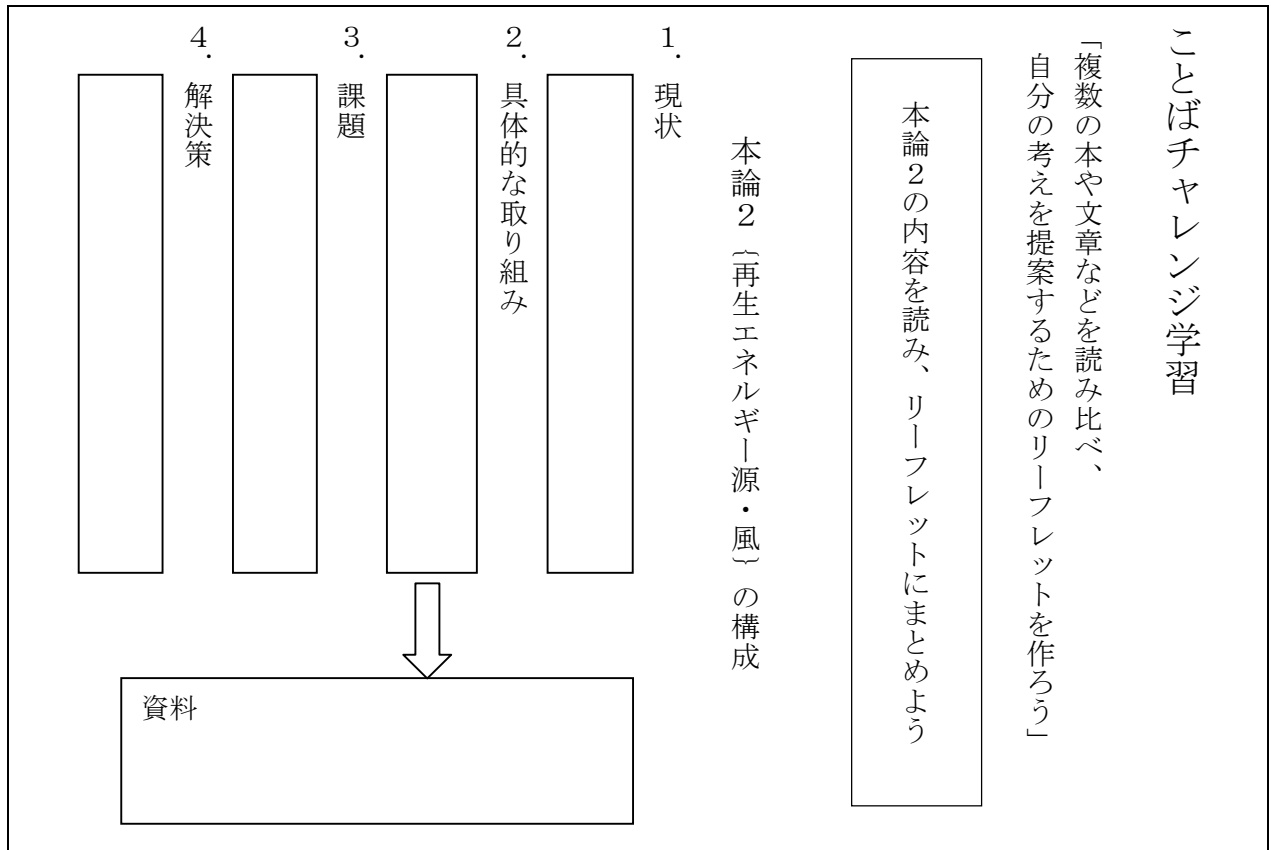 ことばチャレンジ学習
「複数の本や文章などを読み比べ、
自分の考えを提案するためのリーフレットを作ろう」
本論２の内容を読み、リーフレットにまとめよう
本論２{再生エネルギー源・風}の構成
１．現状
２．具体的な取り組み
３．課題
４．解決策
資料